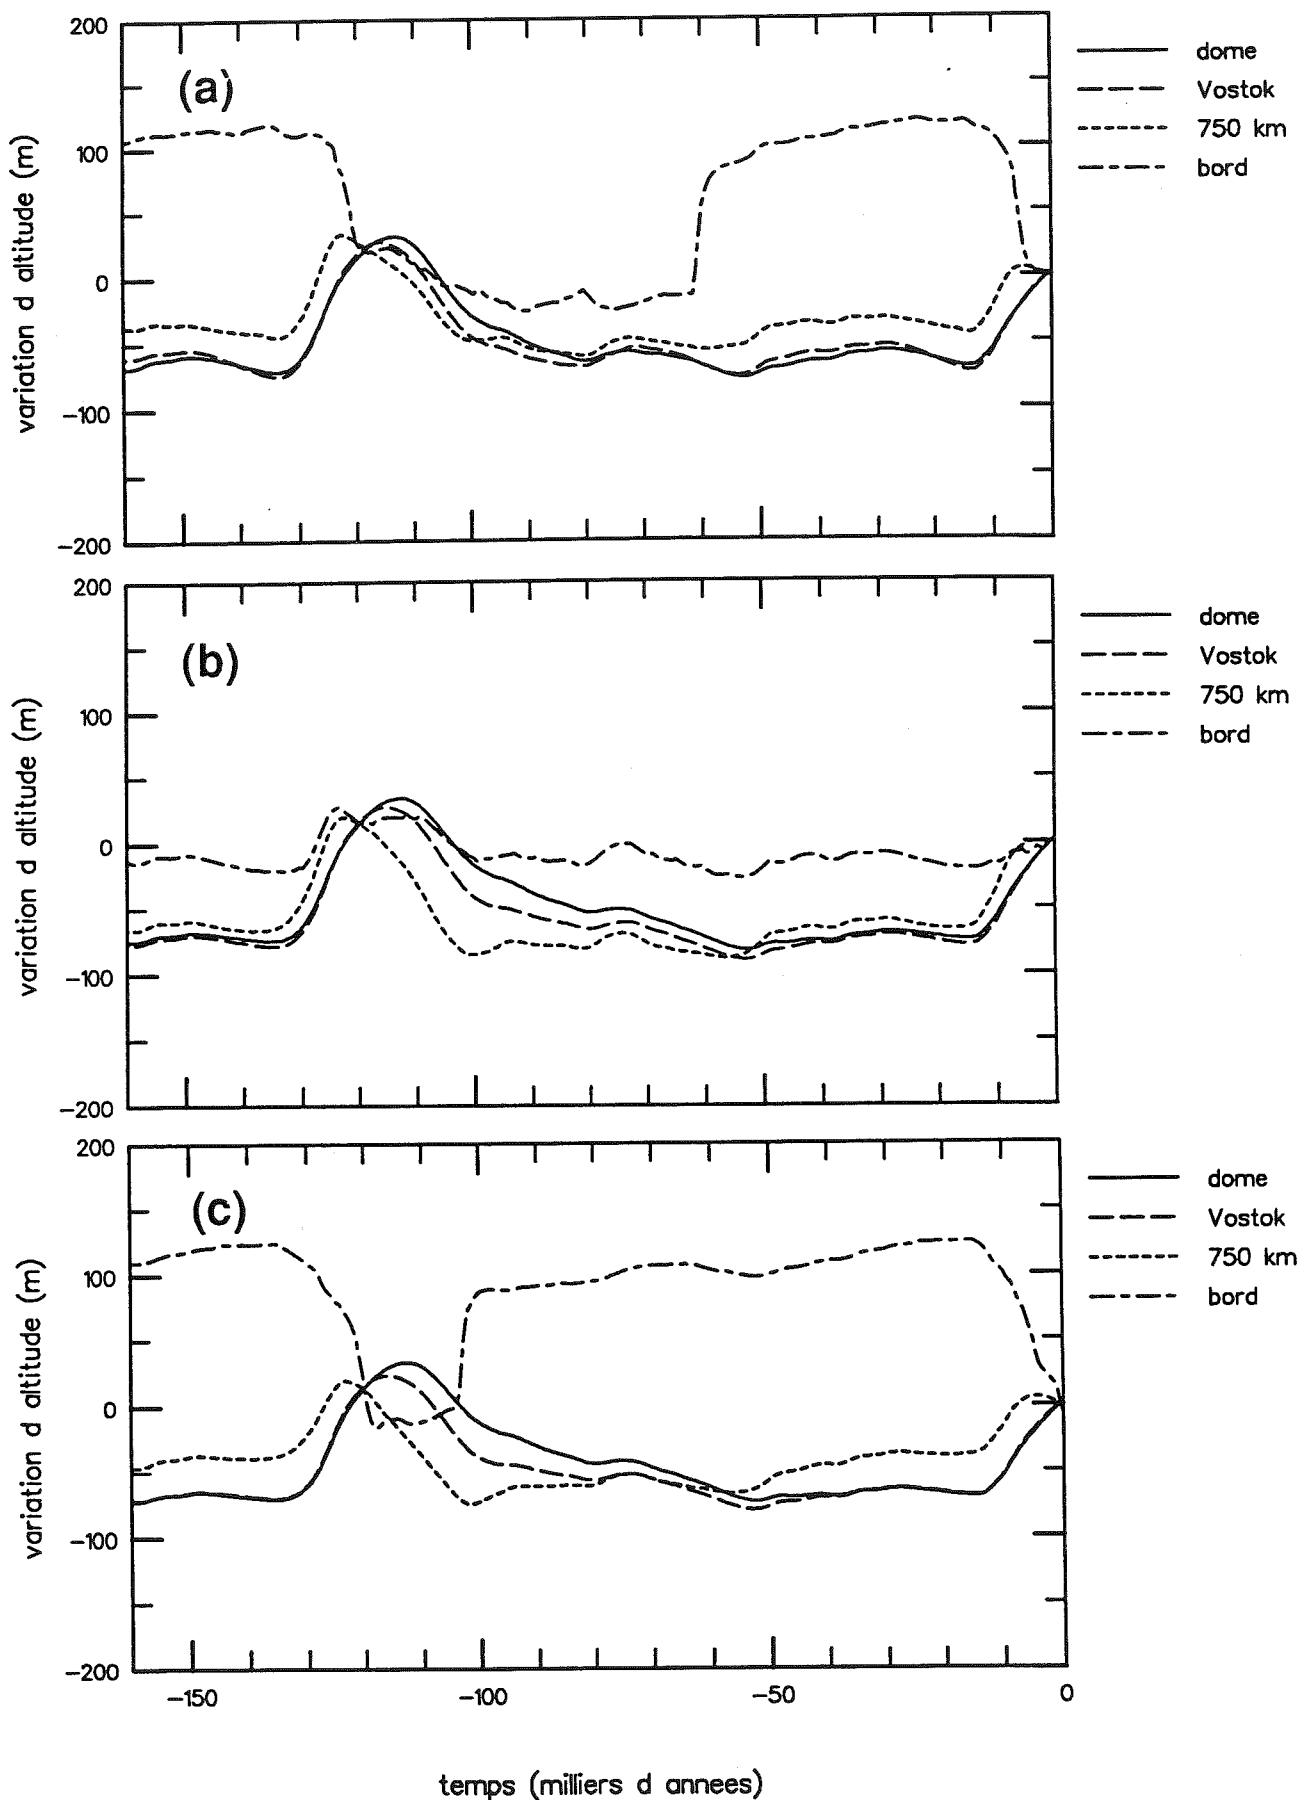 200
100
0
−100
−200
variation d altitude (m)
(a)
dome
Vostok
750 km
bord
200
100
0
−100
−200
variation d altitude (m)
(b)
dome
Vostok
750 km
bord
200
100
0
−100
−200
variation d altitude (m)
(c)
dome
Vostok
750 km
bord
−150 −100 −50 0
temps (milliers d annees)